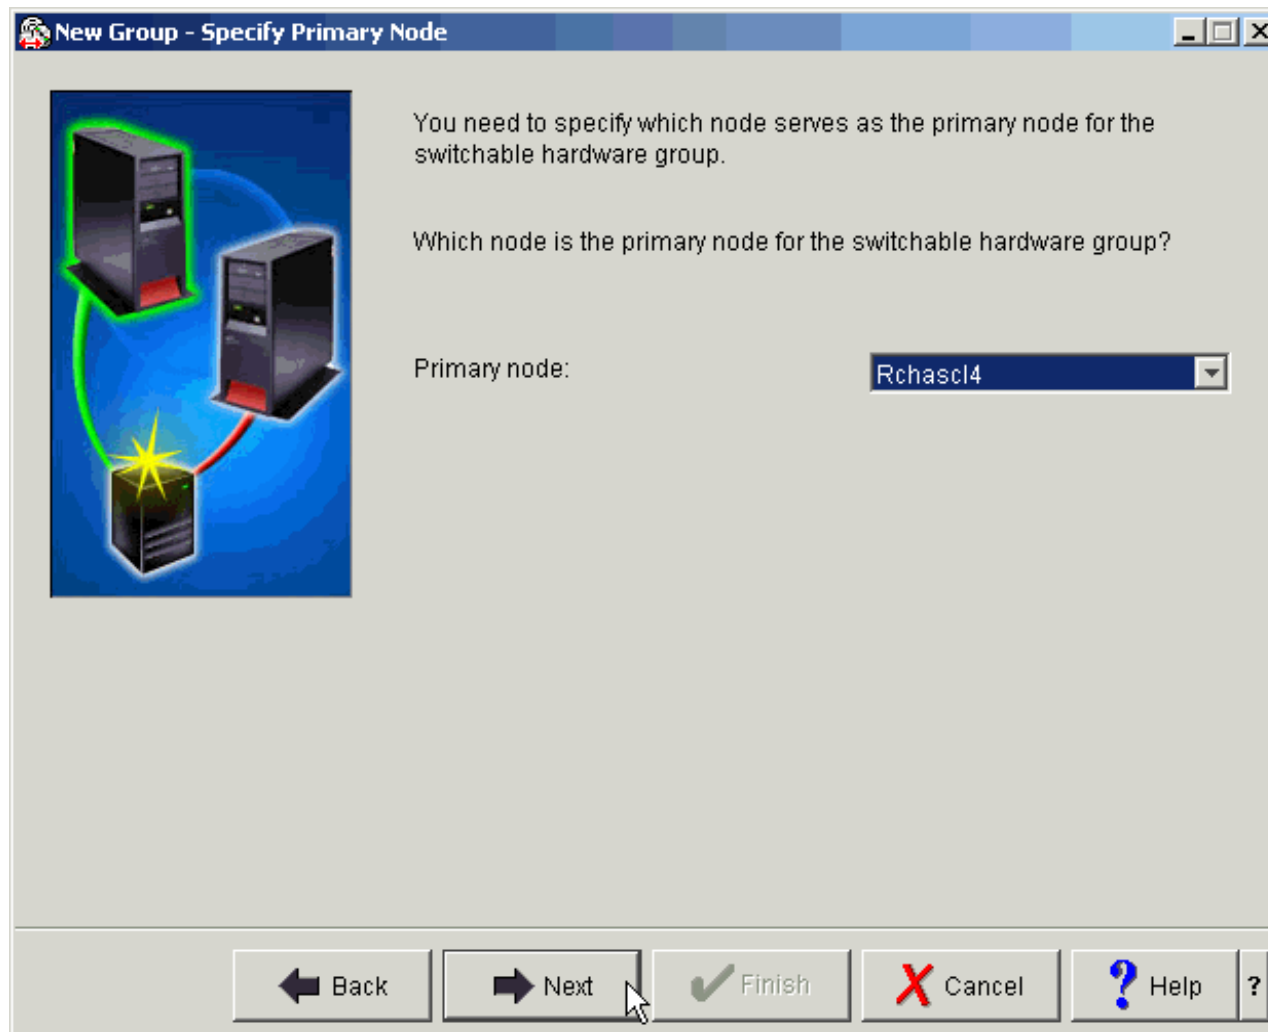 New Group - Specify Primary Node
You need to specify which node serves as the primary node for the
switchable hardware group.
Which node is the primary node for the switchable hardware group?
Primary node:
Rchascl4
Back
Next
Finish
Cancel
? Help
?